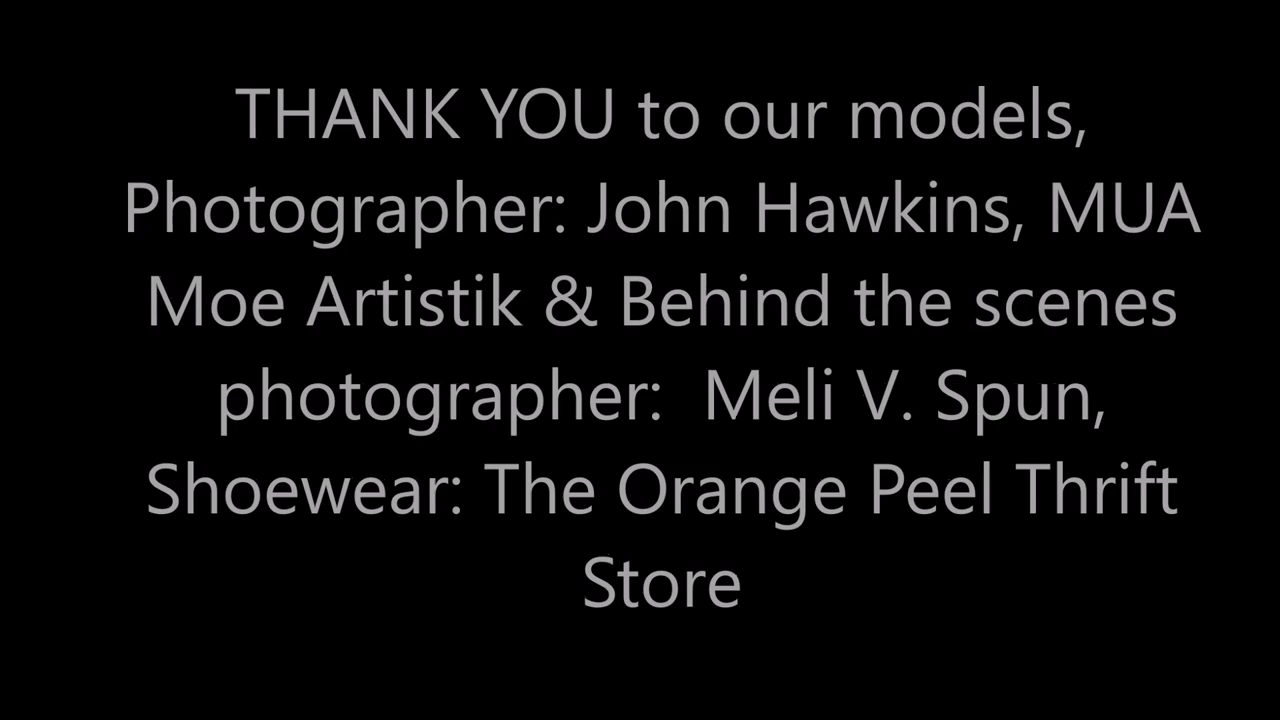 THANK YOU to our models,
Photographer: John Hawkins, MUA
Moe Artistik & Behind the scenes
photographer:  Meli V. Spun,
Shoewear: The Orange Peel Thrift
Store